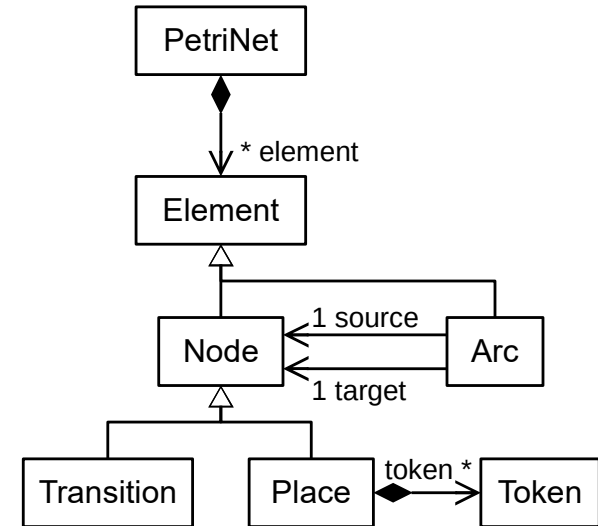 PetriNet
* element
Element
1 source
Node
Arc
1 target
token *
Transition
Place
Token